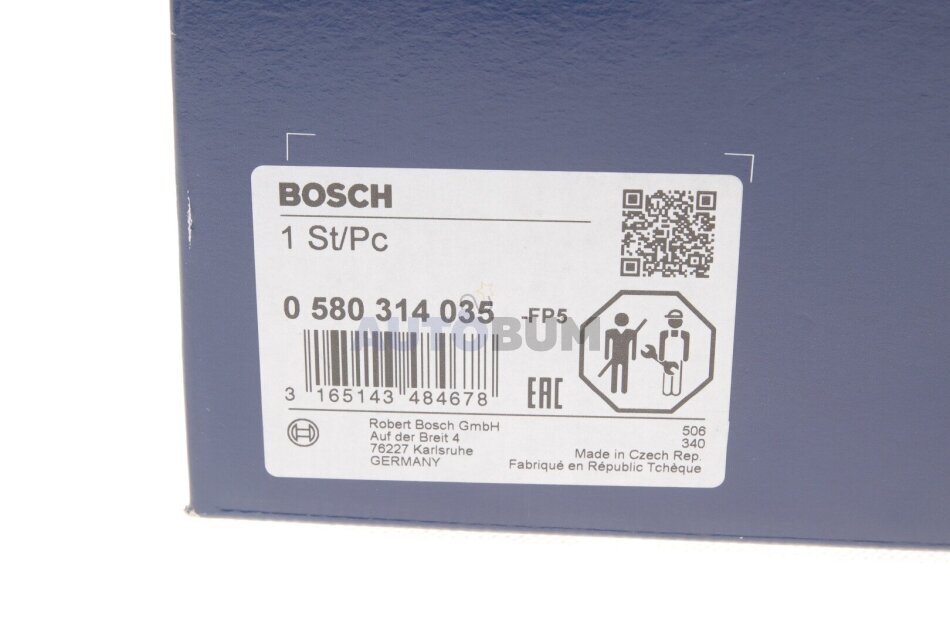 BOSCH
1 St/Pc
0 580 314 035 -FP5
AUTOBUM
3 165143 484678
EAC
Robert Bosch GmbH
Auf der Breit 4
76227 Karlsruhe
GERMANY
506
340
Made in Czech Rep.
Fabriqué en Républic Tchèque